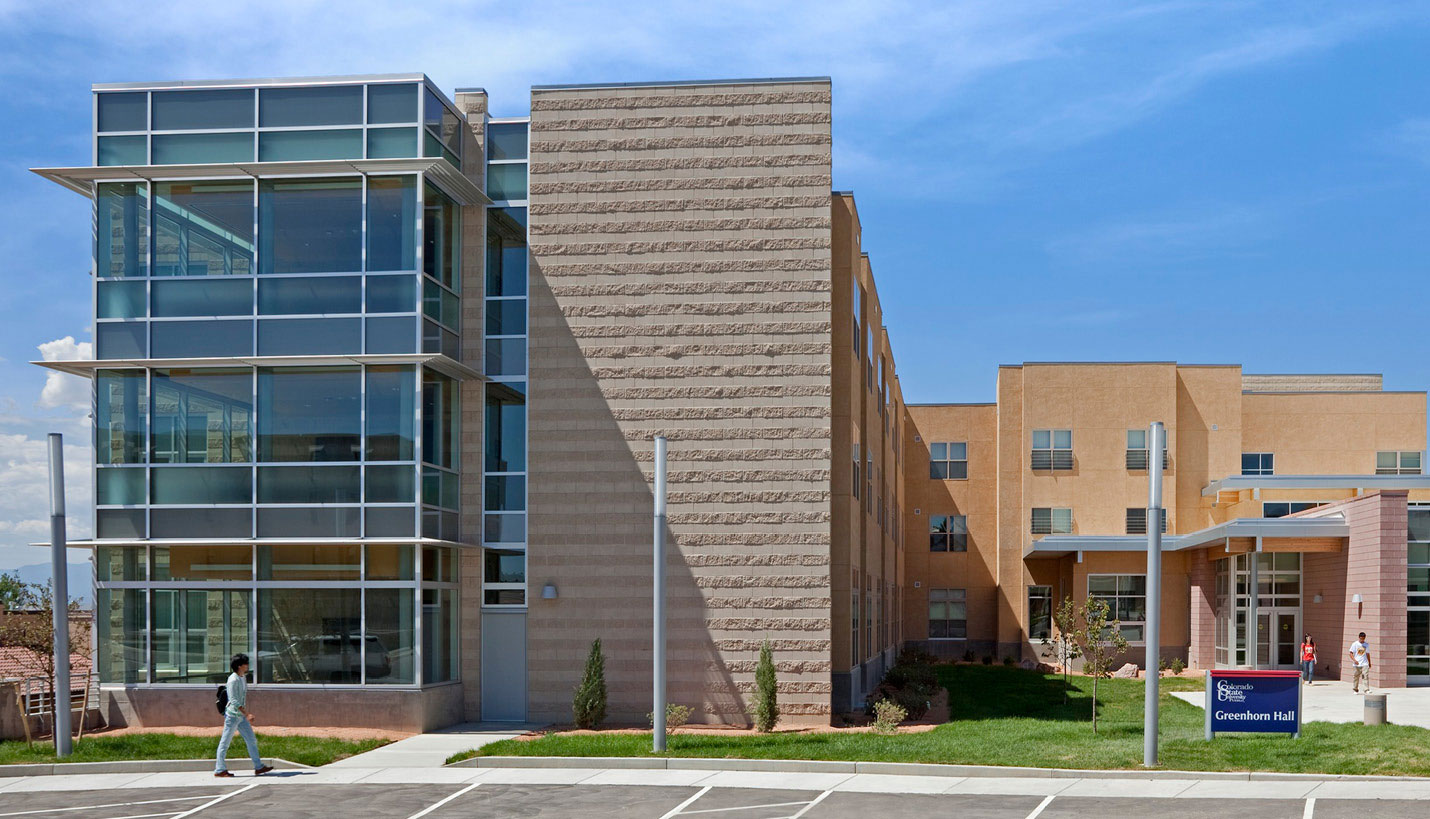 Colorado
State
University
Pueblo
Greenhorn Hall